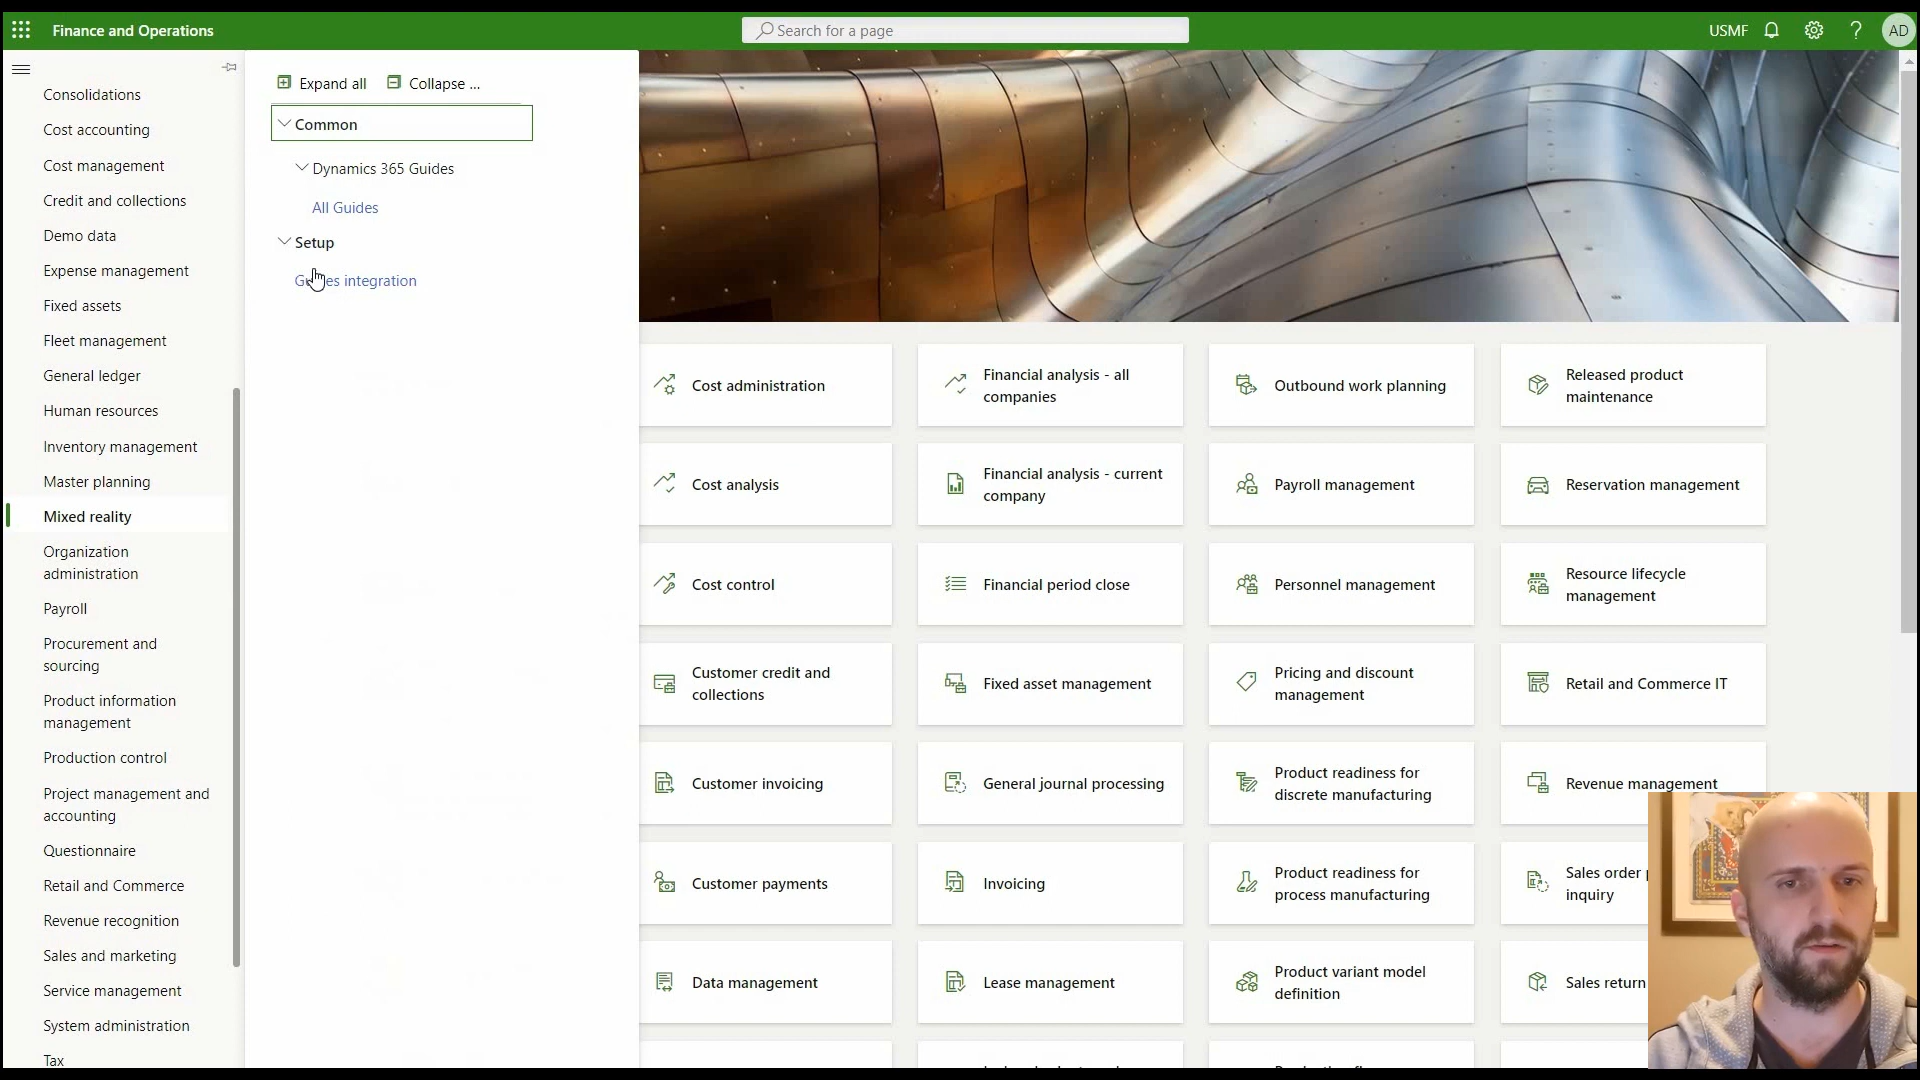 Finance and Operations
Search for a page
USMF
?
AD
Consolidations
Cost accounting
Cost management
Credit and collections
Demo data
Expense management
Fixed assets
Fleet management
General ledger
Human resources
Inventory management
Master planning
Mixed reality
Organization
administration
Payroll
Procurement and
sourcing
Product information
management
Production control
Project management and
accounting
Questionnaire
Retail and Commerce
Revenue recognition
Sales and marketing
Service management
System administration
Tax
Expand all
Collapse ...
Common
Dynamics 365 Guides
All Guides
Setup
integration
Cost administration
Financial analysis - all
companies
Outbound work planning
Released product
maintenance
Cost analysis
Financial analysis - current
company
Payroll management
Reservation management
Cost control
Financial period close
Personnel management
Resource lifecycle
management
Customer credit and
collections
Fixed asset management
Pricing and discount
management
Retail and Commerce IT
Customer invoicing
General journal processing
Product readiness for
discrete manufacturing
Revenue management
Customer payments
Invoicing
Product readiness for
process manufacturing
Sales order
inquiry
Data management
Lease management
Product variant model
definition
Sales return